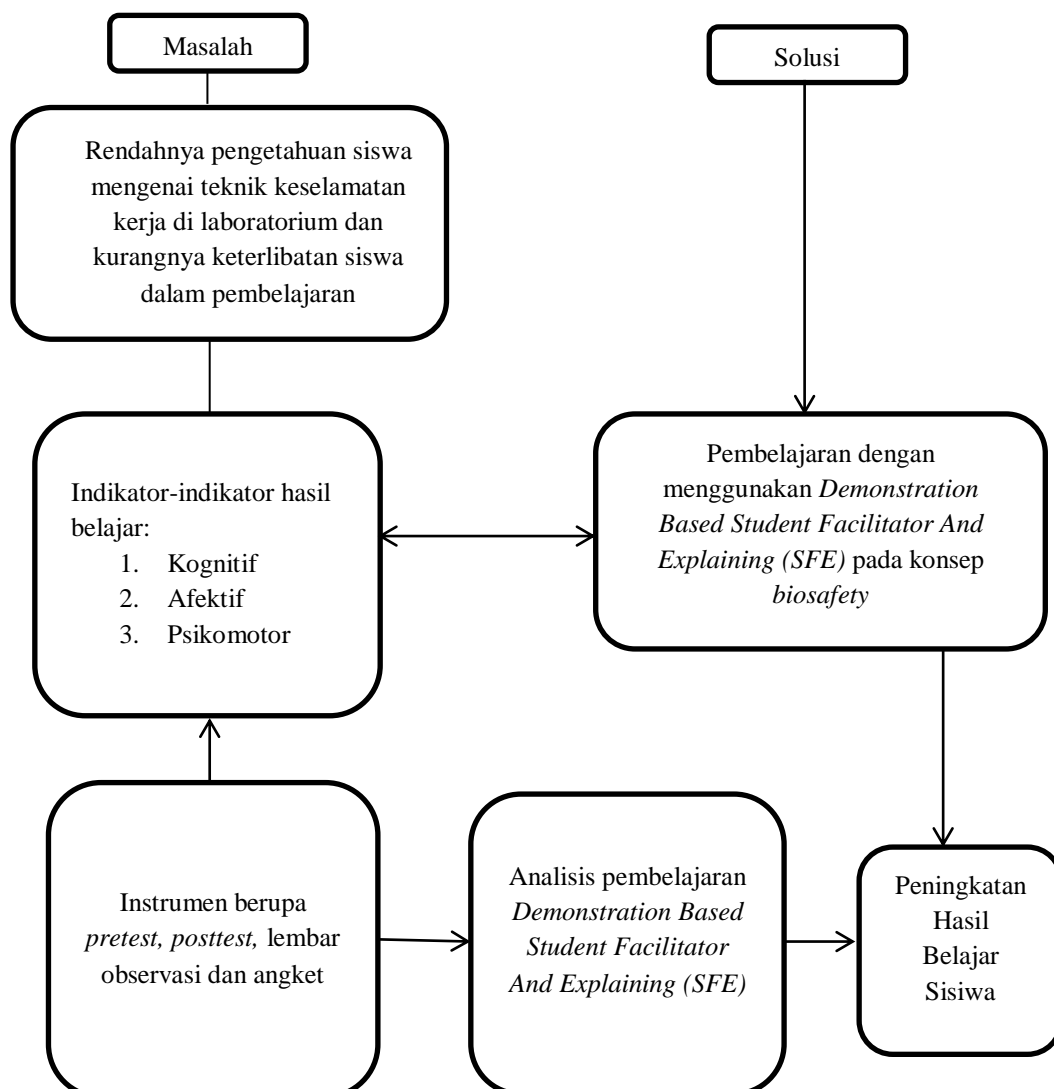 Masalah
Solusi
Rendahnya pengetahuan siswa
mengenai teknik keselamatan
kerja di laboratorium dan
kurangnya keterlibatan siswa
dalam pembelajaran
Indikator-indikator hasil
belajar:
1. Kognitif
2. Afektif
3. Psikomotor
Pembelajaran dengan
menggunakan Demonstration
Based Student Facilitator And
Explaining (SFE) pada konsep
biosafety
Instrumen berupa
pretest, posttest, lembar
observasi dan angket
Analisis pembelajaran
Demonstration Based
Student Facilitator
And Explaining (SFE)
Peningkatan
Hasil
Belajar
Sisiwa